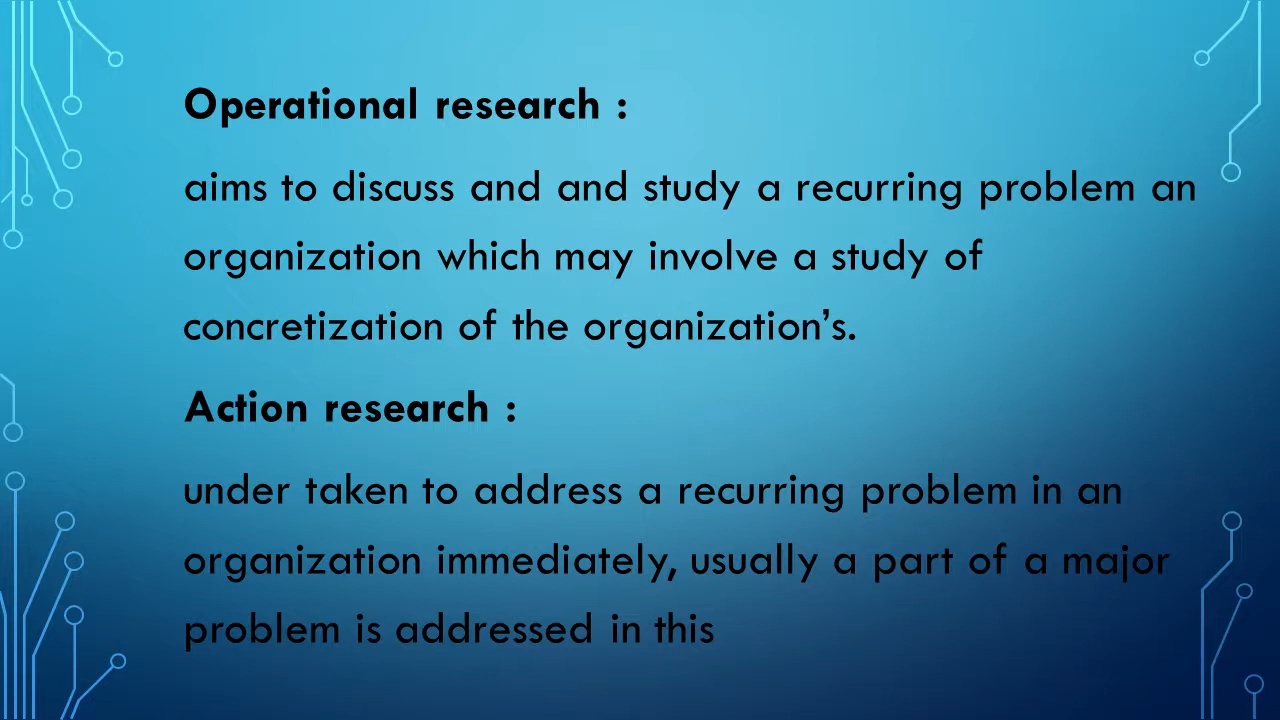 Operational research :
aims to discuss and and study a recurring problem an
organization which may involve a study of
concretization of the organization’s.
Action research :
under taken to address a recurring problem in an
organization immediately, usually a part of a major
problem is addressed in this